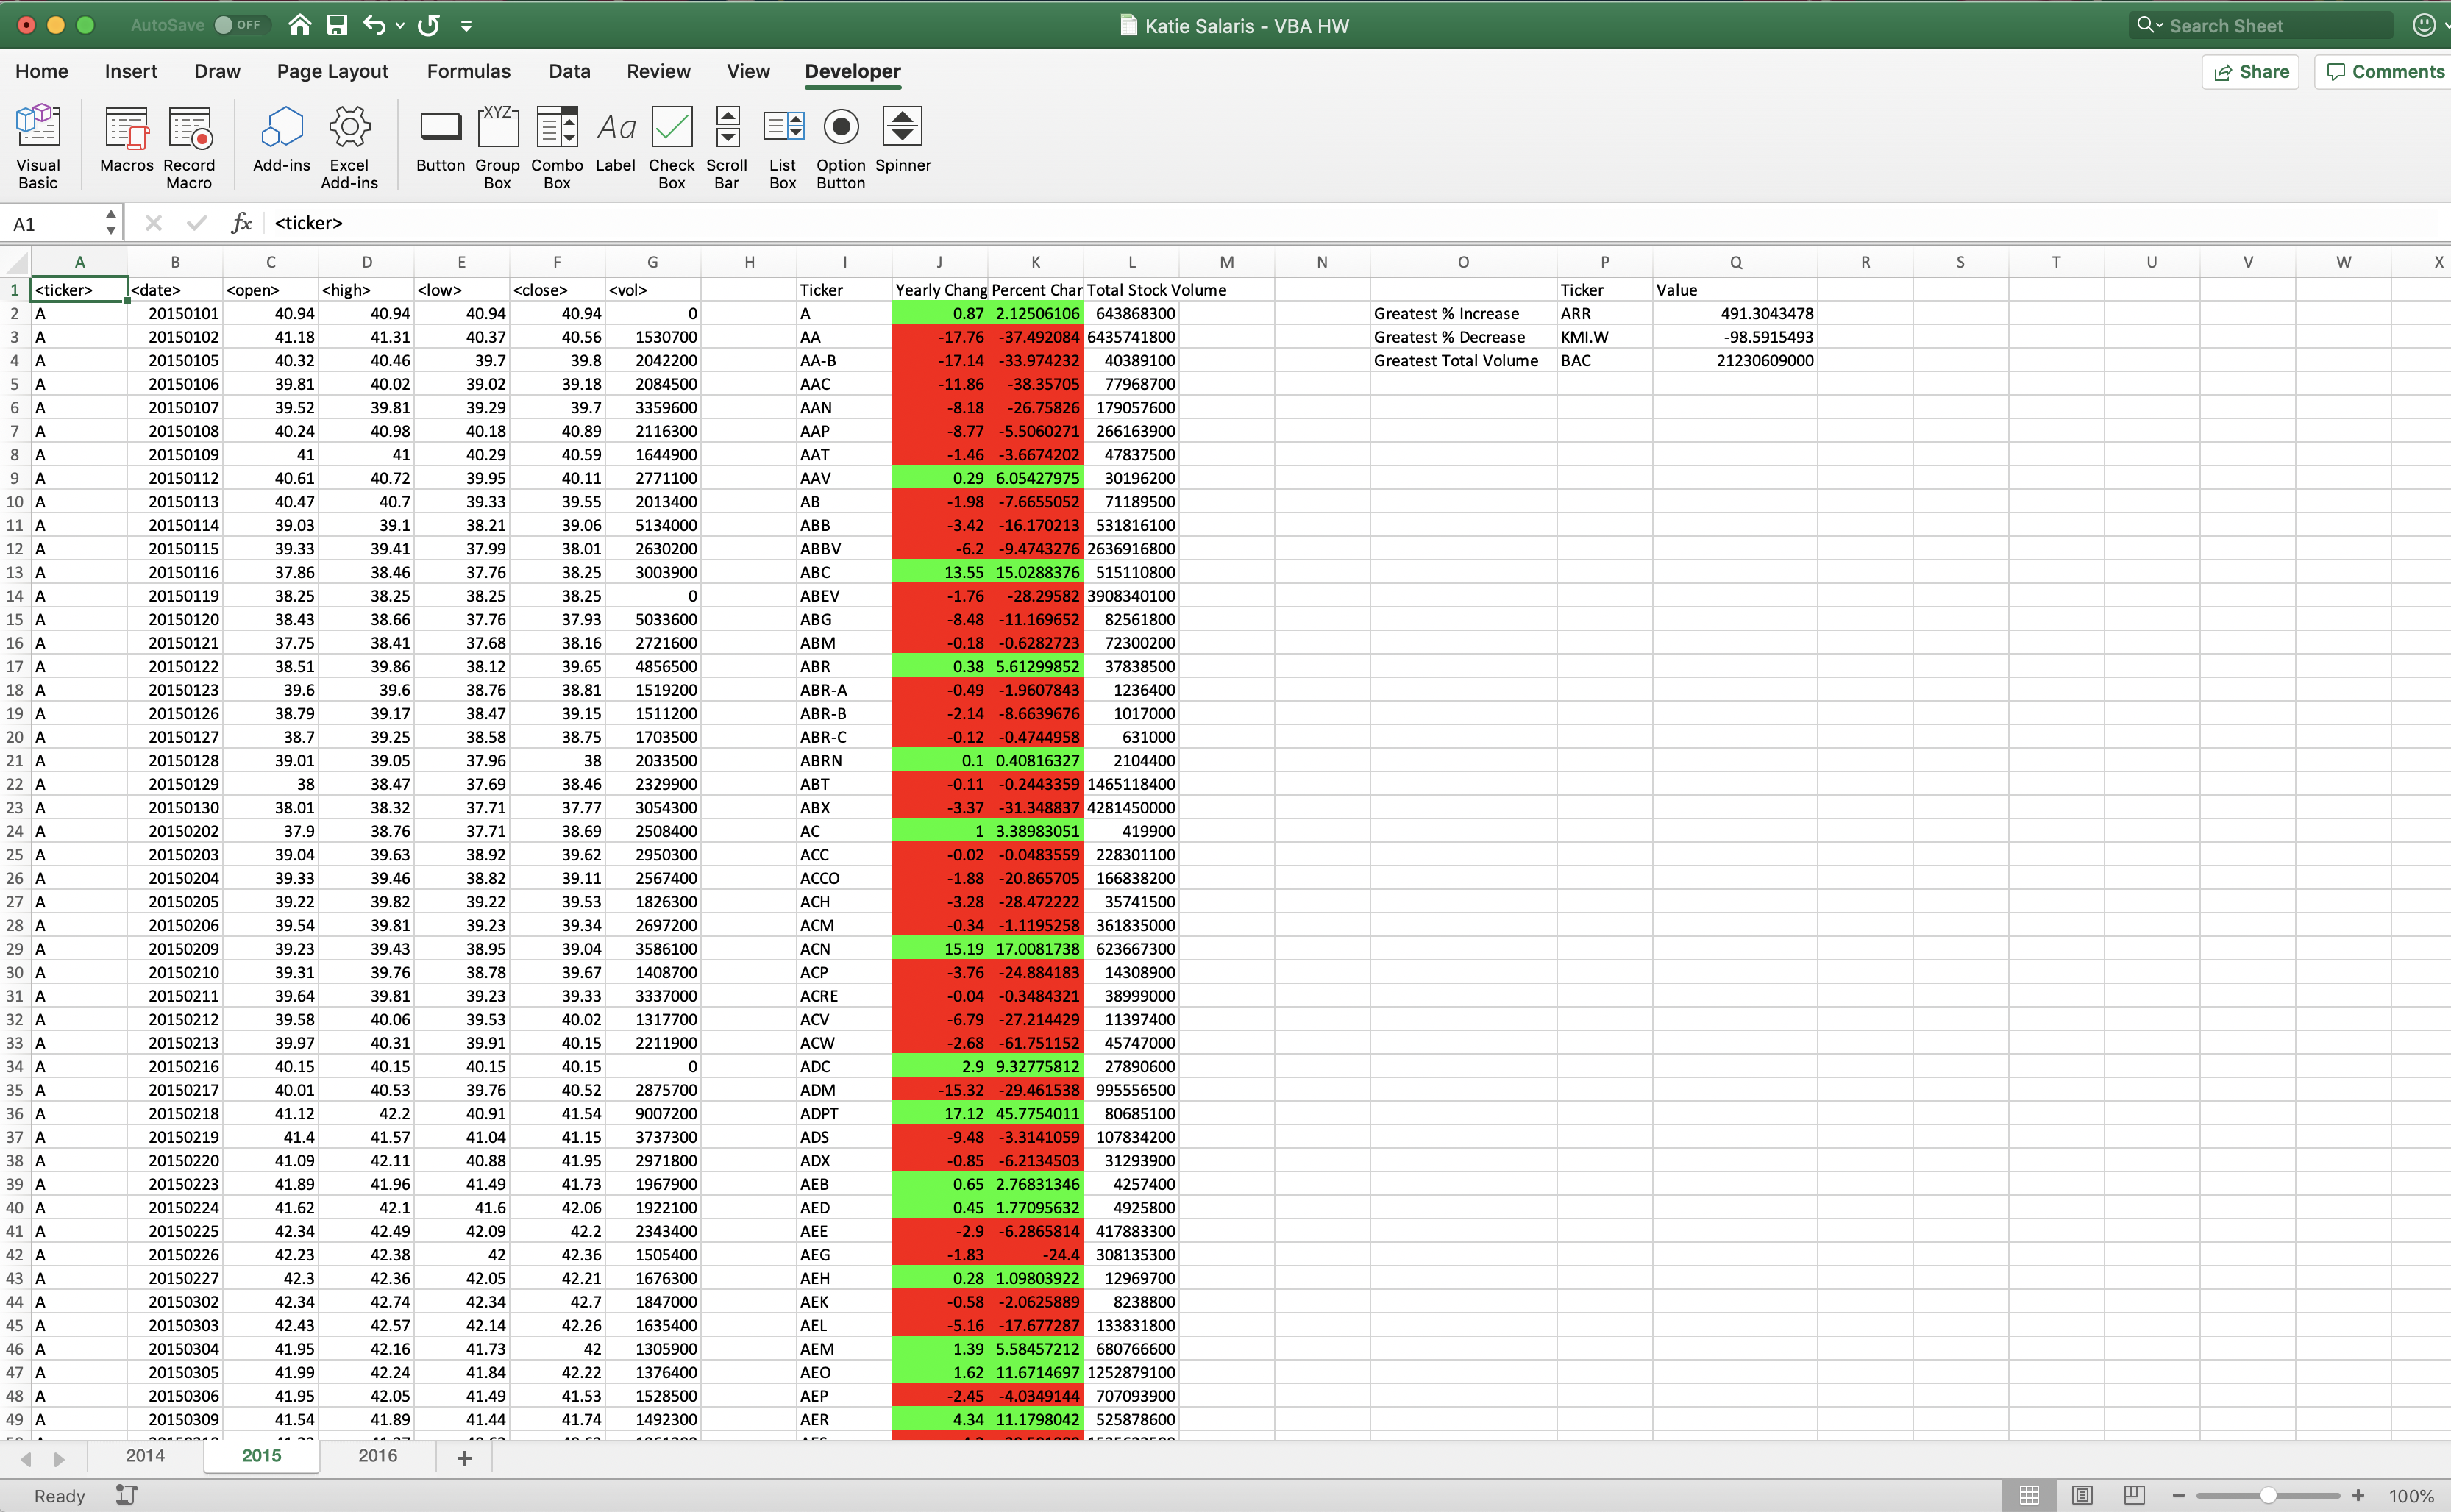 AutoSave OFF Katie Salaris - VBA HW Search Sheet
Home Insert Draw Page Layout Formulas Data Review View Developer Share Comments
XYZ Aa
Visual Basic Macros Record Macro Add-ins Excel Add-ins Button Group Box Combo Box Label Check Box Scroll Bar List Box Option Button Spinner
A1 fx <ticker>
A B C D E F G H I J K L M N O P Q R S T U V W X
1 <ticker> <date> <open> <high> <low> <close> <vol> Ticker Yearly Chang Percent Char Total Stock Volume Ticker Value
2 A 20150101 40.94 40.94 40.94 40.94 0 A 0.87 2.12506106 643868300 Greatest % Increase ARR 491.3043478
3 A 20150102 41.18 41.31 40.37 40.56 1530700 AA -17.76 -37.492084 6435741800 Greatest % Decrease KMI.W -98.5915493
4 A 20150105 40.32 40.46 39.7 39.8 2042200 AA-B -17.14 -33.974232 40389100 Greatest Total Volume BAC 21230609000
5 A 20150106 39.81 40.02 39.02 39.18 2084500 AAC -11.86 -38.35705 77968700
6 A 20150107 39.52 39.81 39.29 39.7 3359600 AAN -8.18 -26.75826 179057600
7 A 20150108 40.24 40.98 40.18 40.89 2116300 AAP -8.77 -5.5060271 266163900
8 A 20150109 41 41 40.29 40.59 1644900 AAT -1.46 -3.6674202 47837500
9 A 20150112 40.61 40.72 39.95 40.11 2771100 AAV 0.29 6.05427975 30196200
10 A 20150113 40.47 40.7 39.33 39.55 2013400 AB -1.98 -7.6655052 71189500
11 A 20150114 39.03 39.1 38.21 39.06 5134000 ABB -3.42 -16.170213 531816100
12 A 20150115 39.33 39.41 37.99 38.01 2630200 ABBV -6.2 -9.4743276 2636916800
13 A 20150116 37.86 38.46 37.76 38.25 3003900 ABC 13.55 15.0288376 515110800
14 A 20150119 38.25 38.25 38.25 38.25 0 ABEV -1.76 -28.29582 3908340100
15 A 20150120 38.43 38.66 37.76 37.93 5033600 ABG -8.48 -11.169652 82561800
16 A 20150121 37.75 38.41 37.68 38.16 2721600 ABM -0.18 -0.6282723 72300200
17 A 20150122 38.51 39.86 38.12 39.65 4856500 ABR 0.38 5.61299852 37838500
18 A 20150123 39.6 39.6 38.76 38.81 1519200 ABR-A -0.49 -1.9607843 1236400
19 A 20150126 38.79 39.17 38.47 39.15 1511200 ABR-B -2.14 -8.6639676 1017000
20 A 20150127 38.7 39.25 38.58 38.75 1703500 ABR-C -0.12 -0.4744958 631000
21 A 20150128 39.01 39.05 37.96 38 2033500 ABRN 0.1 0.40816327 2104400
22 A 20150129 38 38.47 37.69 38.46 2329900 ABT -0.11 -0.2443359 1465118400
23 A 20150130 38.01 38.32 37.71 37.77 3054300 ABX -3.37 -31.348837 4281450000
24 A 20150202 37.9 38.76 37.71 38.69 2508400 AC 1 3.38983051 419900
25 A 20150203 39.04 39.63 38.92 39.62 2950300 ACC -0.02 -0.0483559 228301100
26 A 20150204 39.33 39.46 38.82 39.11 2567400 ACCO -1.88 -20.865705 166838200
27 A 20150205 39.22 39.82 39.22 39.53 1826300 ACH -3.28 -28.472222 35741500
28 A 20150206 39.54 39.81 39.23 39.34 2697200 ACM -0.34 -1.1195258 361835000
29 A 20150209 39.23 39.43 38.95 39.04 3586100 ACN 15.19 17.0081738 623667300
30 A 20150210 39.31 39.76 38.78 39.67 1408700 ACP -3.76 -24.884183 14308900
31 A 20150211 39.64 39.81 39.23 39.33 3337000 ACRE -0.04 -0.3484321 38999000
32 A 20150212 39.58 40.06 39.53 40.02 1317700 ACV -6.79 -27.214429 11397400
33 A 20150213 39.97 40.31 39.91 40.15 2211900 ACW -2.68 -61.751152 45747000
34 A 20150216 40.15 40.15 40.15 40.15 0 ADC 2.9 9.32775812 27890600
35 A 20150217 40.01 40.53 39.76 40.52 2875700 ADM -15.32 -29.461538 995556500
36 A 20150218 41.12 42.2 40.91 41.54 9007200 ADPT 17.12 45.7754011 80685100
37 A 20150219 41.4 41.57 41.04 41.15 3737300 ADS -9.48 -3.3141059 107834200
38 A 20150220 41.09 42.11 40.88 41.95 2971800 ADX -0.85 -6.2134503 31293900
39 A 20150223 41.89 41.96 41.49 41.73 1967900 AEB 0.65 2.76831346 4257400
40 A 20150224 41.62 42.1 41.6 42.06 1922100 AED 0.45 1.77095632 4925800
41 A 20150225 42.34 42.49 42.09 42.2 2343400 AEE -2.9 -6.2865814 417883300
42 A 20150226 42.23 42.38 42 42.36 1505400 AEG -1.83 -24.4 308135300
43 A 20150227 42.3 42.36 42.05 42.21 1676300 AEH 0.28 1.09803922 12969700
44 A 20150302 42.34 42.74 42.34 42.7 1847000 AEK -0.58 -2.0625889 8238800
45 A 20150303 42.43 42.57 42.14 42.26 1635400 AEL -5.16 -17.677287 133831800
46 A 20150304 41.95 42.16 41.73 42 1305900 AEM 1.39 5.58457212 680766600
47 A 20150305 41.99 42.24 41.84 42.22 1376400 AEO 1.62 11.6714697 1252879100
48 A 20150306 41.95 42.05 41.49 41.53 1528500 AEP -2.45 -4.0349144 707093900
49 A 20150309 41.54 41.89 41.44 41.74 1492300 AER 4.34 11.1798042 525878600
2014 2015 2016 +
Ready 100%